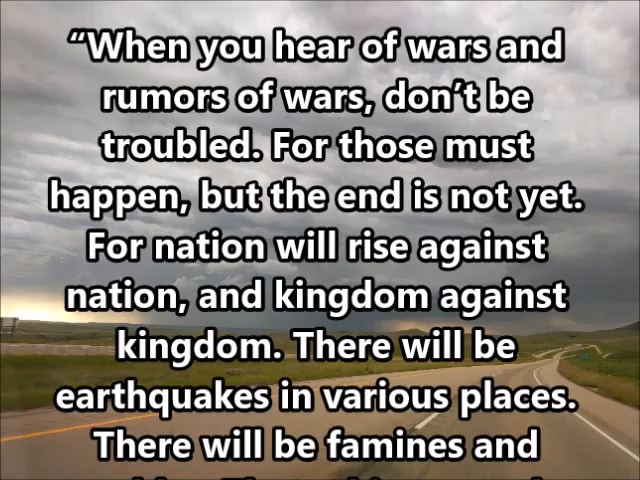 “When you hear of wars and
rumors of wars, don’t be
troubled. For those must
happen, but the end is not yet.
For nation will rise against
nation, and kingdom against
kingdom. There will be
earthquakes in various places.
There will be famines and